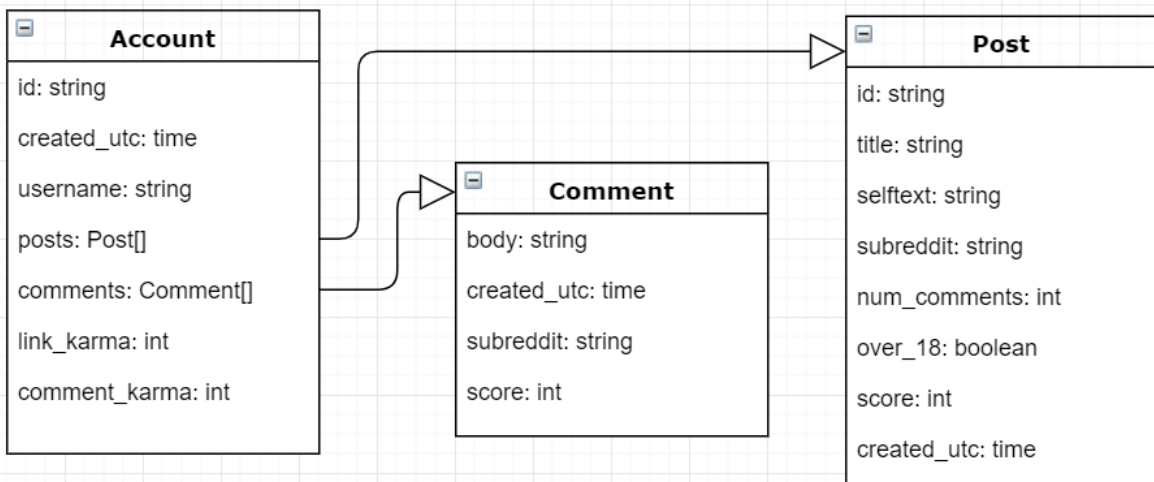 Account
id: string
created_utc: time
username: string
posts: Post[]
comments: Comment[]
link_karma: int
comment_karma: int
Comment
body: string
created_utc: time
subreddit: string
score: int
Post
id: string
title: string
selftext: string
subreddit: string
num_comments: int
over_18: boolean
score: int
created_utc: time